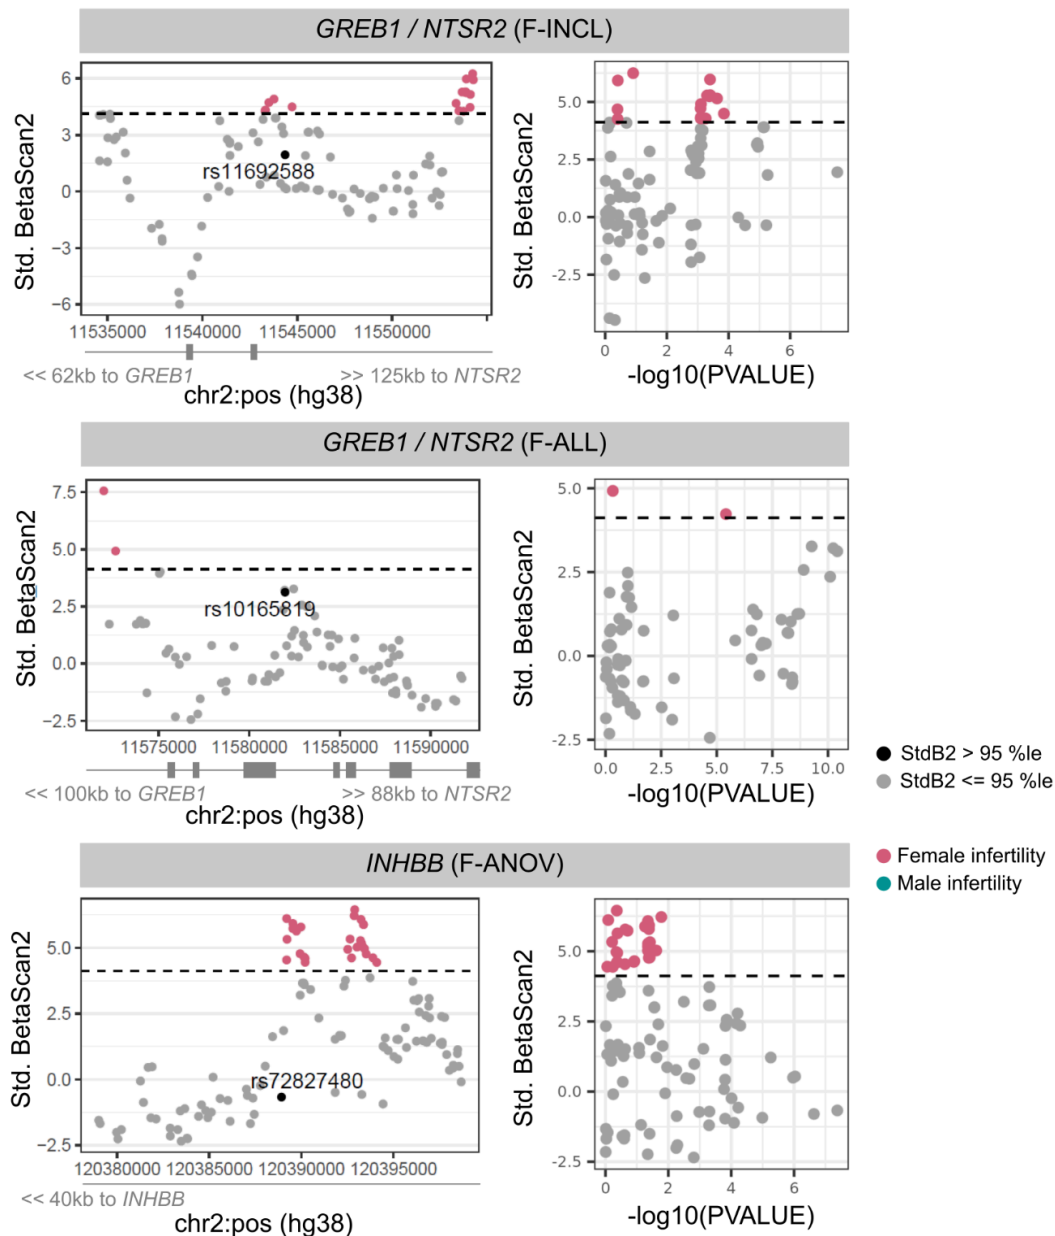 GREB1 / NTSR2 (F-INCL)
Std. BetaScan2
6
3
0
−3
−6
rs11692588
11535000 11540000 11545000 11550000
<< 62kb to GREB1 >> 125kb to NTSR2
chr2:pos (hg38)
Std. BetaScan2
5.0
2.5
0.0
-2.5
0 2 4 6
-log10(PVALUE)
GREB1 / NTSR2 (F-ALL)
Std. BetaScan2
7.5
5.0
2.5
0.0
−2.5
rs10165819
11575000 11580000 11585000 11590000
<< 100kb to GREB1 >> 88kb to NTSR2
chr2:pos (hg38)
Std. BetaScan2
5.0
2.5
0.0
-2.5
0.0 2.5 5.0 7.5 10.0
-log10(PVALUE)
StdB2 > 95 %le
StdB2 <= 95 %le
Female infertility
Male infertility
INHBB (F-ANOV)
Std. BetaScan2
5.0
2.5
0.0
−2.5
rs72827480
120380000 120385000 120390000 120395000
<< 40kb to INHBB
chr2:pos (hg38)
Std. BetaScan2
5.0
2.5
0.0
-2.5
0 2 4 6
-log10(PVALUE)